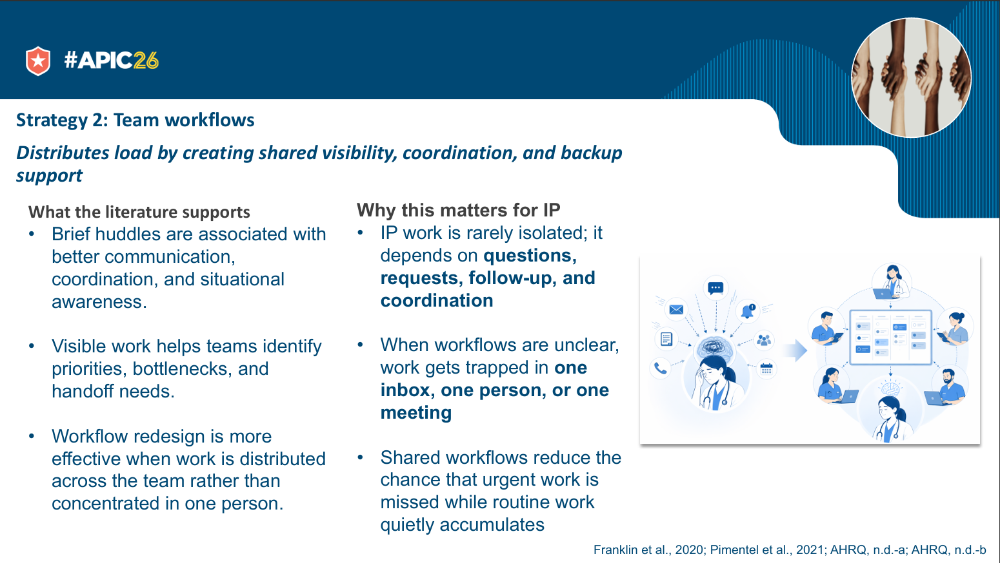 #APIC26
Strategy 2: Team workflows
Distributes load by creating shared visibility, coordination, and backup
support
What the literature supports
• Brief huddles are associated with
better communication,
coordination, and situational
awareness.
• Visible work helps teams identify
priorities, bottlenecks, and
handoff needs.
• Workflow redesign is more
effective when work is distributed
across the team rather than
concentrated in one person.
Why this matters for IP
• IP work is rarely isolated; it
depends on questions,
requests, follow-up, and
coordination
• When workflows are unclear,
work gets trapped in one
inbox, one person, or one
meeting
• Shared workflows reduce the
chance that urgent work is
missed while routine work
quietly accumulates
Franklin et al., 2020; Pimentel et al., 2021; AHRQ, n.d.-a; AHRQ, n.d.-b